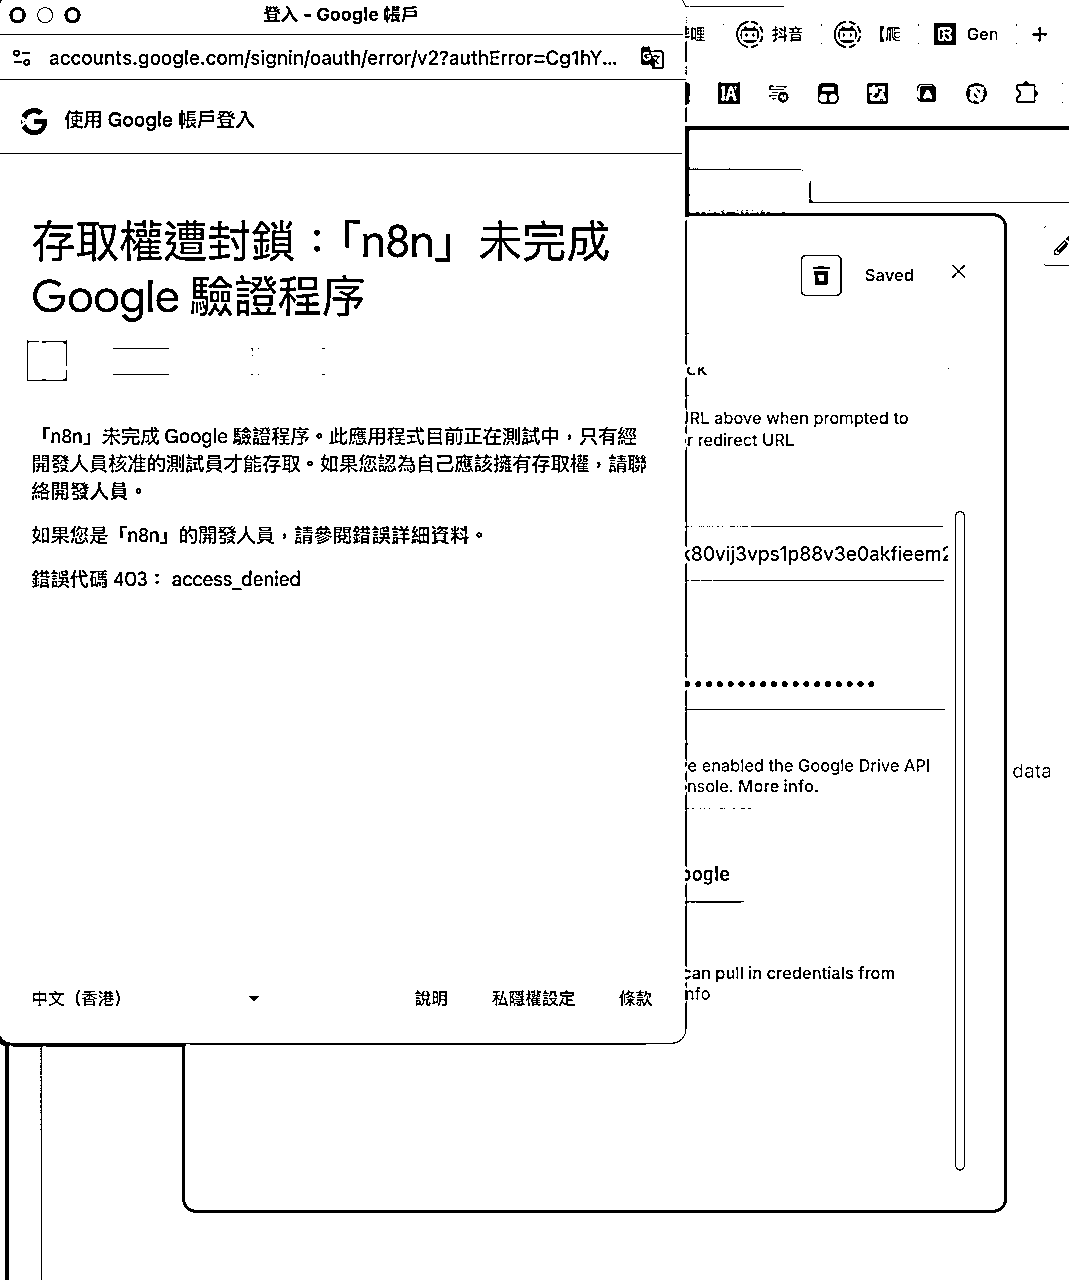 登入 - Google 帳戶
accounts.google.com/signin/oauth/error/v2?authError=Cg1hY...
使用 Google 帳戶登入
存取權遭封鎖：「n8n」未完成
Google 驗證程序
「n8n」未完成 Google 驗證程序。此應用程式目前正在測試中，只有經
開發人員核准的測試員才能存取。如果您認為自己應該擁有存取權，請聯
絡開發人員。
如果您是「n8n」的開發人員，請參閱錯誤詳細資料。
錯誤代碼 403： access_denied
中文（香港）
說明
私隱權設定
條款
抖音
Gen
Saved
RL above when prompted to
r redirect URL
80vij3vps1p88v3e0akfieem2
e enabled the Google Drive API
nsole. More info.
data
oogle
can pull in credentials from
nfo